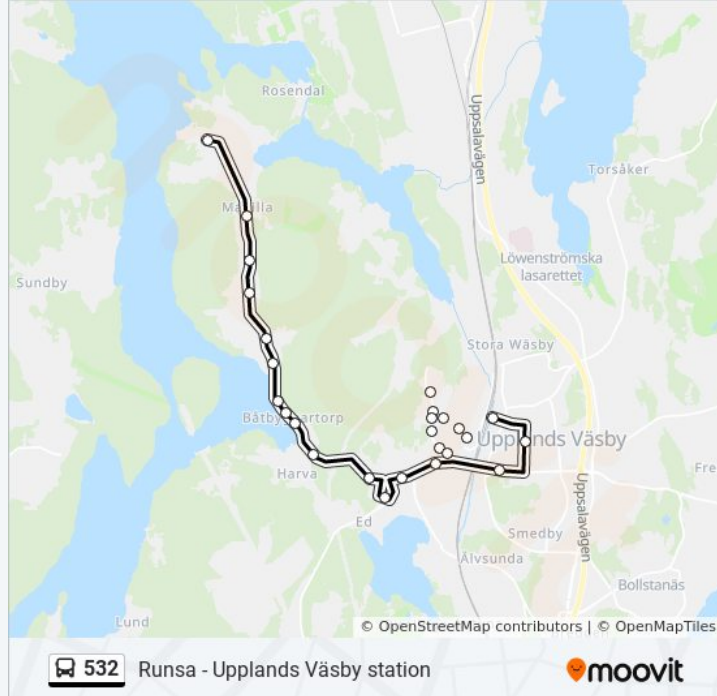 Rosendal
Uppsalavägen
Torsåker
Löwenströmska
lasarettet
Sundby
Stora Wäsby
Upplands Väsby
Harva
Fre
Ed
Uppsalavägen
Smedby
Älvsunda
Bollstanäs
Lund
© OpenStreetMap contributors | © OpenMapTiles
532 Runsa - Upplands Väsby station
moovit